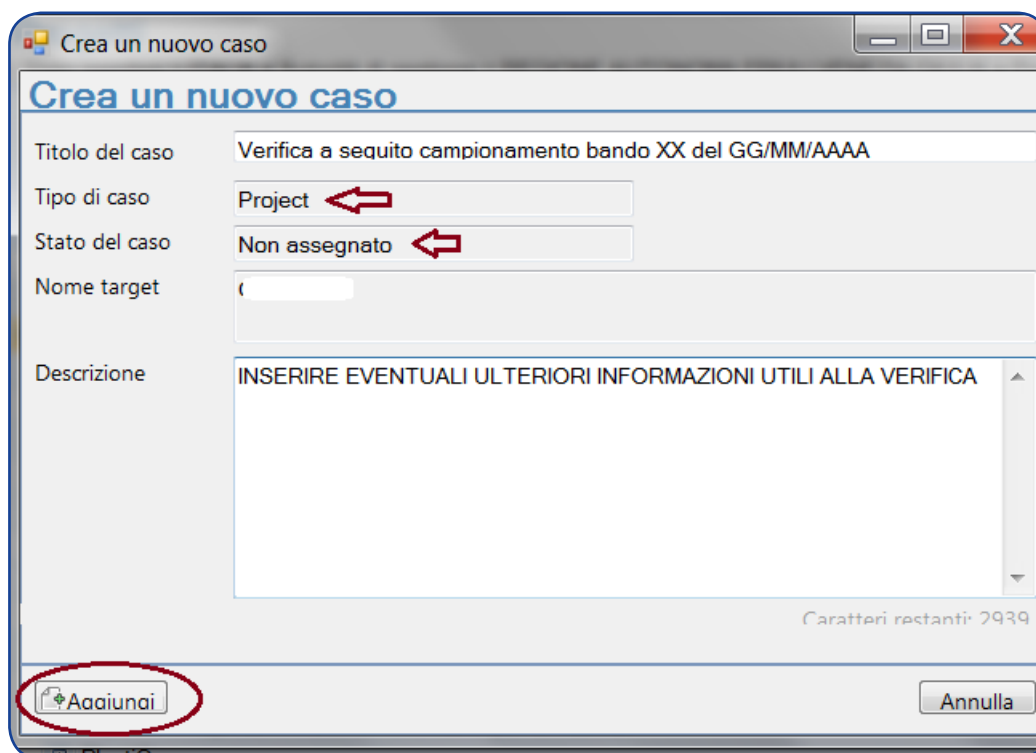 Crea un nuovo caso
Crea un nuovo caso
Titolo del caso Verifica a seguito campionamento bando XX del GG/MM/AAAA
Tipo di caso Project
Stato del caso Non assegnato
Nome target
Descrizione INSERIRE EVENTUALI ULTERIORI INFORMAZIONI UTILI ALLA VERIFICA
Caratteri restanti: 2939
Aggiungi Annulla